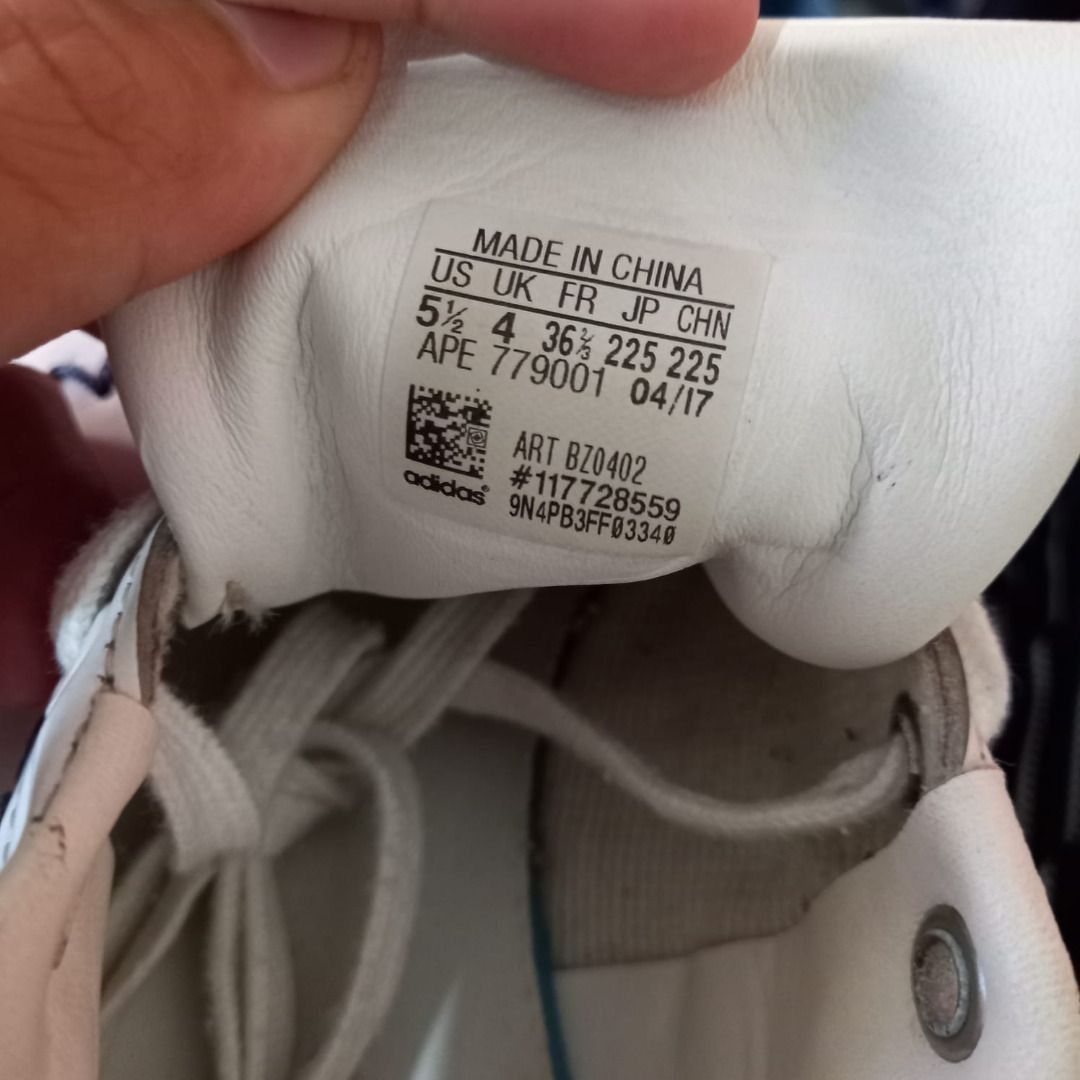 MADE IN CHINA
US UK FR JP CHN
5½ 4 36⅔ 225 225
APE 779001 04/17
ART BZ0402
#117728559
adidas®
9N4PB3FF03340